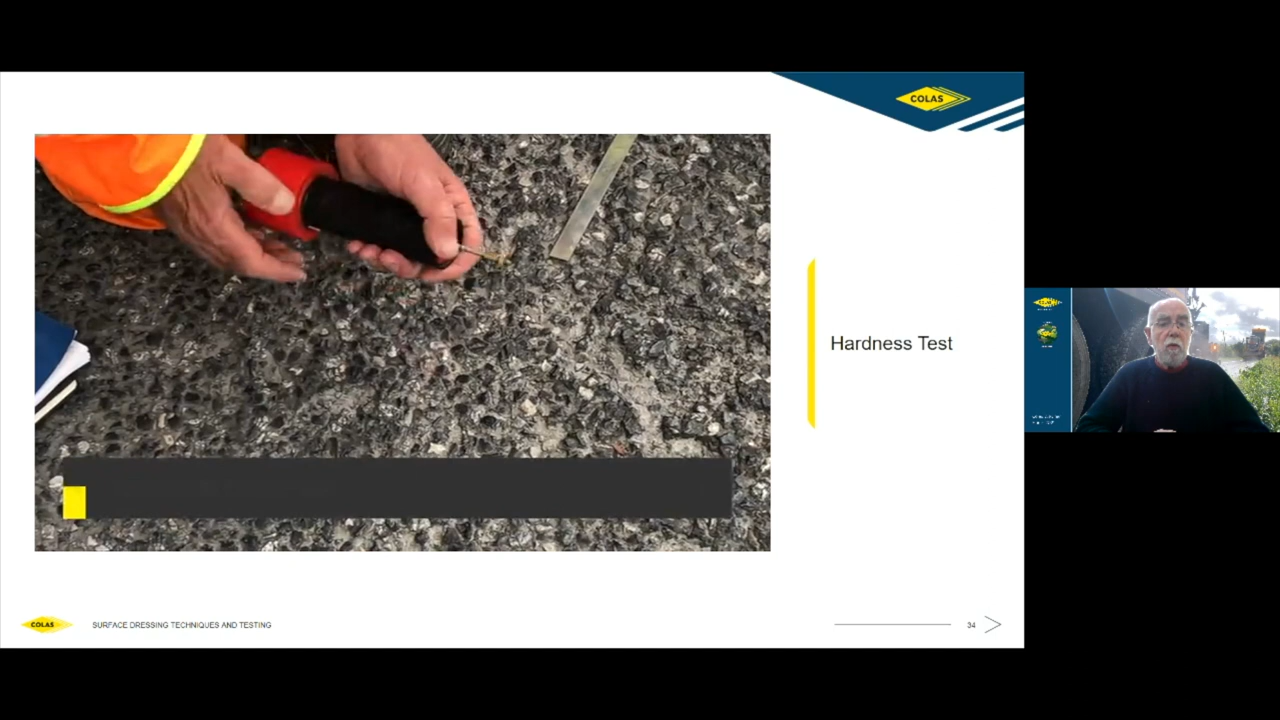 COLAS
Hardness Test
COLAS
SURFACE DRESSING TECHNIQUES AND TESTING
34